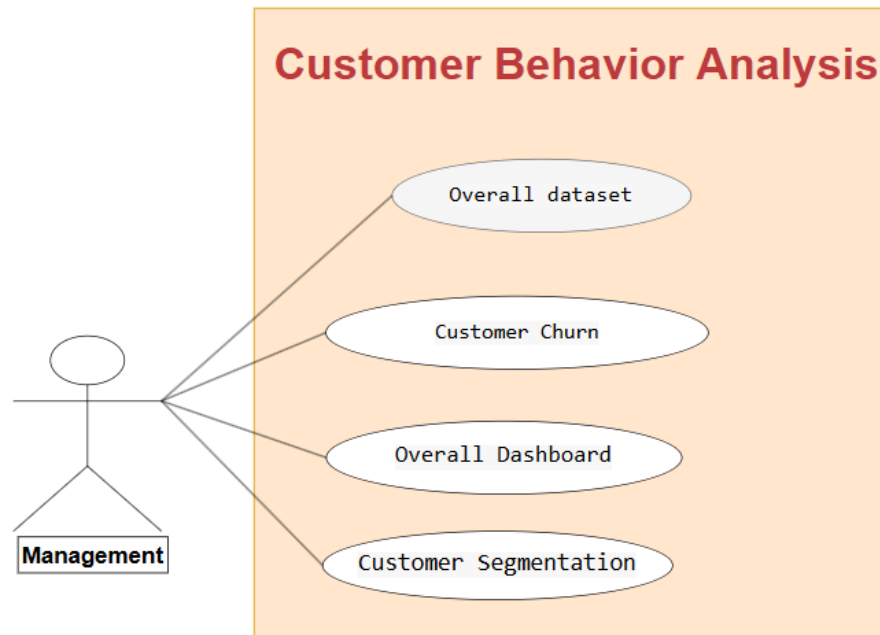 Customer Behavior Analysis
Overall dataset
Customer Churn
Overall Dashboard
Customer Segmentation
Management